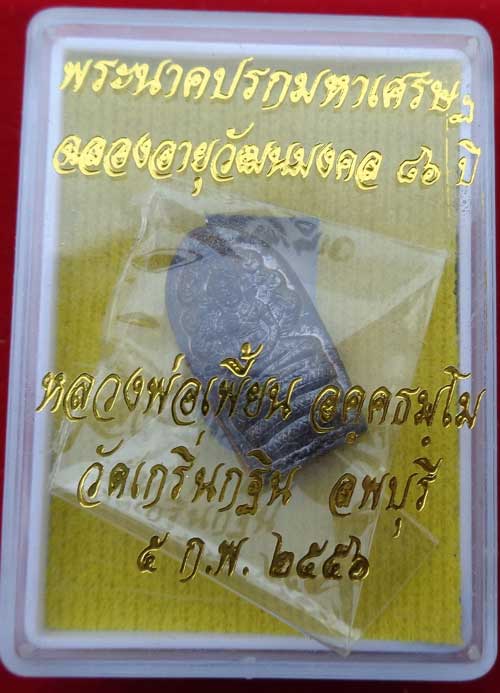 พระนาคปรกมหาเศรษฐี
ฉลองอายุวัฒนมงคล ๘๖ ปี
หลวงพ่อเพี้ยน อคฺคธมฺโม
วัดเกริ่นกฐิน ลพบุรี
๕ ก.พ. ๒๕๕๖